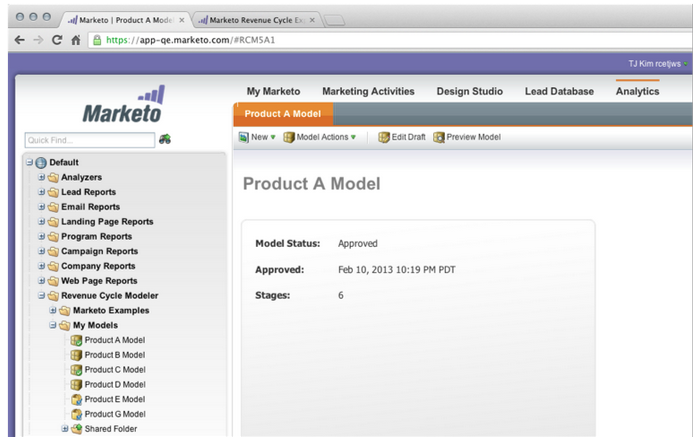 Marketo | Product A Mode
Marketo Revenue Cycle Ex
https://app-qe.marketo.com/#RCM5A1
TJ Kim rcetjws
Marketo
My Marketo Marketing Activities Design Studio Lead Database Analytics
Product A Model
Quick Find...
New Model Actions Edit Draft Preview Model
Default
Analyzers
Lead Reports
Email Reports
Landing Page Reports
Program Reports
Campaign Reports
Company Reports
Web Page Reports
Revenue Cycle Modeler
Marketo Examples
My Models
Product A Model
Product B Model
Product C Model
Product D Model
Product E Model
Product G Model
Shared Folder
Product A Model
Model Status: Approved
Approved: Feb 10, 2013 10:19 PM PDT
Stages: 6